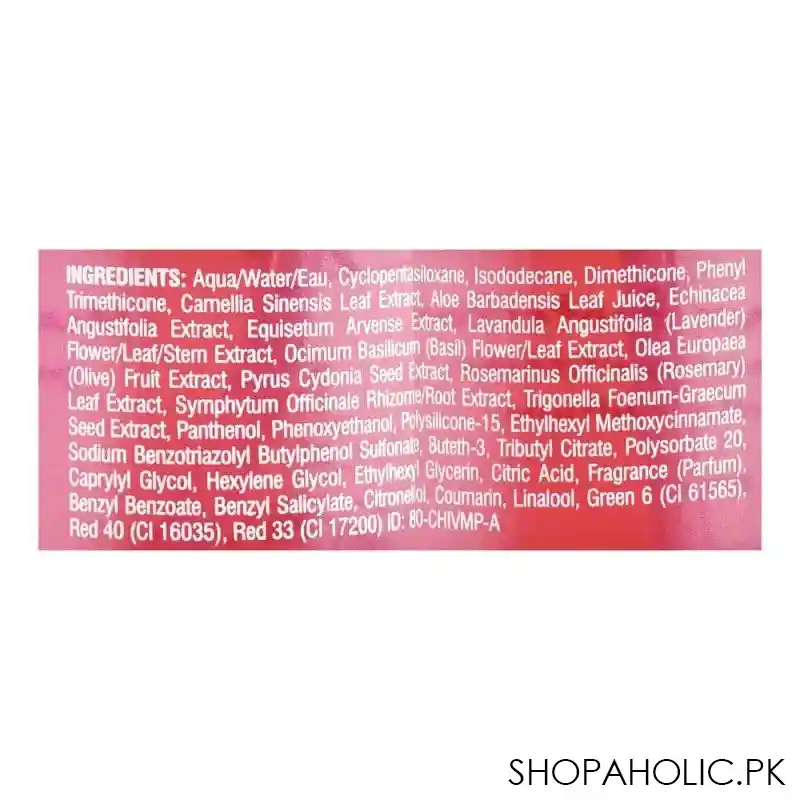 INGREDIENTS: Aqua/Water/Eau, Cyclopentasiloxane, Isododecane, Dimethicone, Phenyl
Trimethicone, Camellia Sinensis Leaf Extract, Aloe Barbadensis Leaf Juice, Echinacea
Angustifolia Extract, Equisetum Arvense Extract, Lavandula Angustifolia (Lavender)
Flower/Leaf/Stem Extract, Ocimum Basilicum (Basil) Flower/Leaf Extract, Olea Europaea
(Olive) Fruit Extract, Pyrus Cydonia Seed Extract, Rosemarinus Officinalis (Rosemary)
Leaf Extract, Symphytum Officinale Rhizome/Root Extract, Trigonella Foenum-Graecum
Seed Extract, Panthenol, Phenoxyethanol, Polysilicone-15, Ethylhexyl Methoxycinnamate,
Sodium Benzotriazolyl Butylphenol Sulfonate, Buteth-3, Tributyl Citrate, Polysorbate 20,
Caprylyl Glycol, Hexylene Glycol, Ethylhexyl Glycerin, Citric Acid, Fragrance (Parfum),
Benzyl Benzoate, Benzyl Salicylate, Citronellol, Coumarin, Linalool, Green 6 (CI 61565),
Red 40 (CI 16035), Red 33 (CI 17200) ID: 80-CHIVMP-A
SHOPAHOLIC.PK